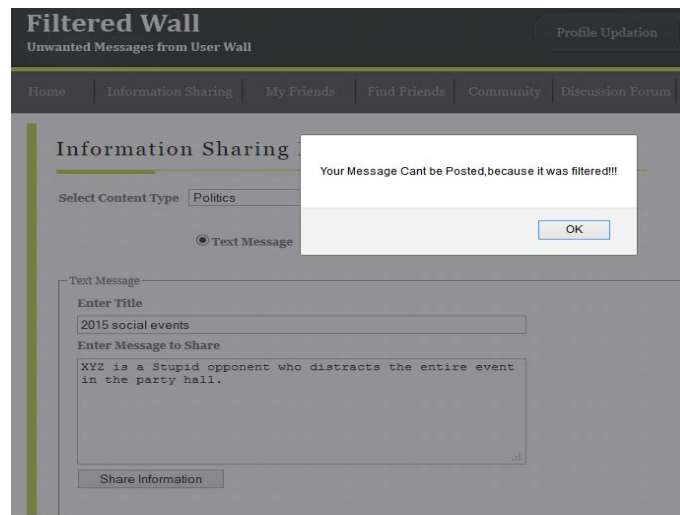 Filtered Wall
Unwanted Messages from User Wall
Profile Updation
Home Information Sharing My Friends Find Friends Community Discussion Forum
Information Sharing
Your Message Cant be Posted,because it was filtered!!!
OK
Select Content Type Politics
Text Message
Text Message
Enter Title
2015 social events
Enter Message to Share
XYZ is a Stupid opponent who distracts the entire event
in the party hall.
Share Information